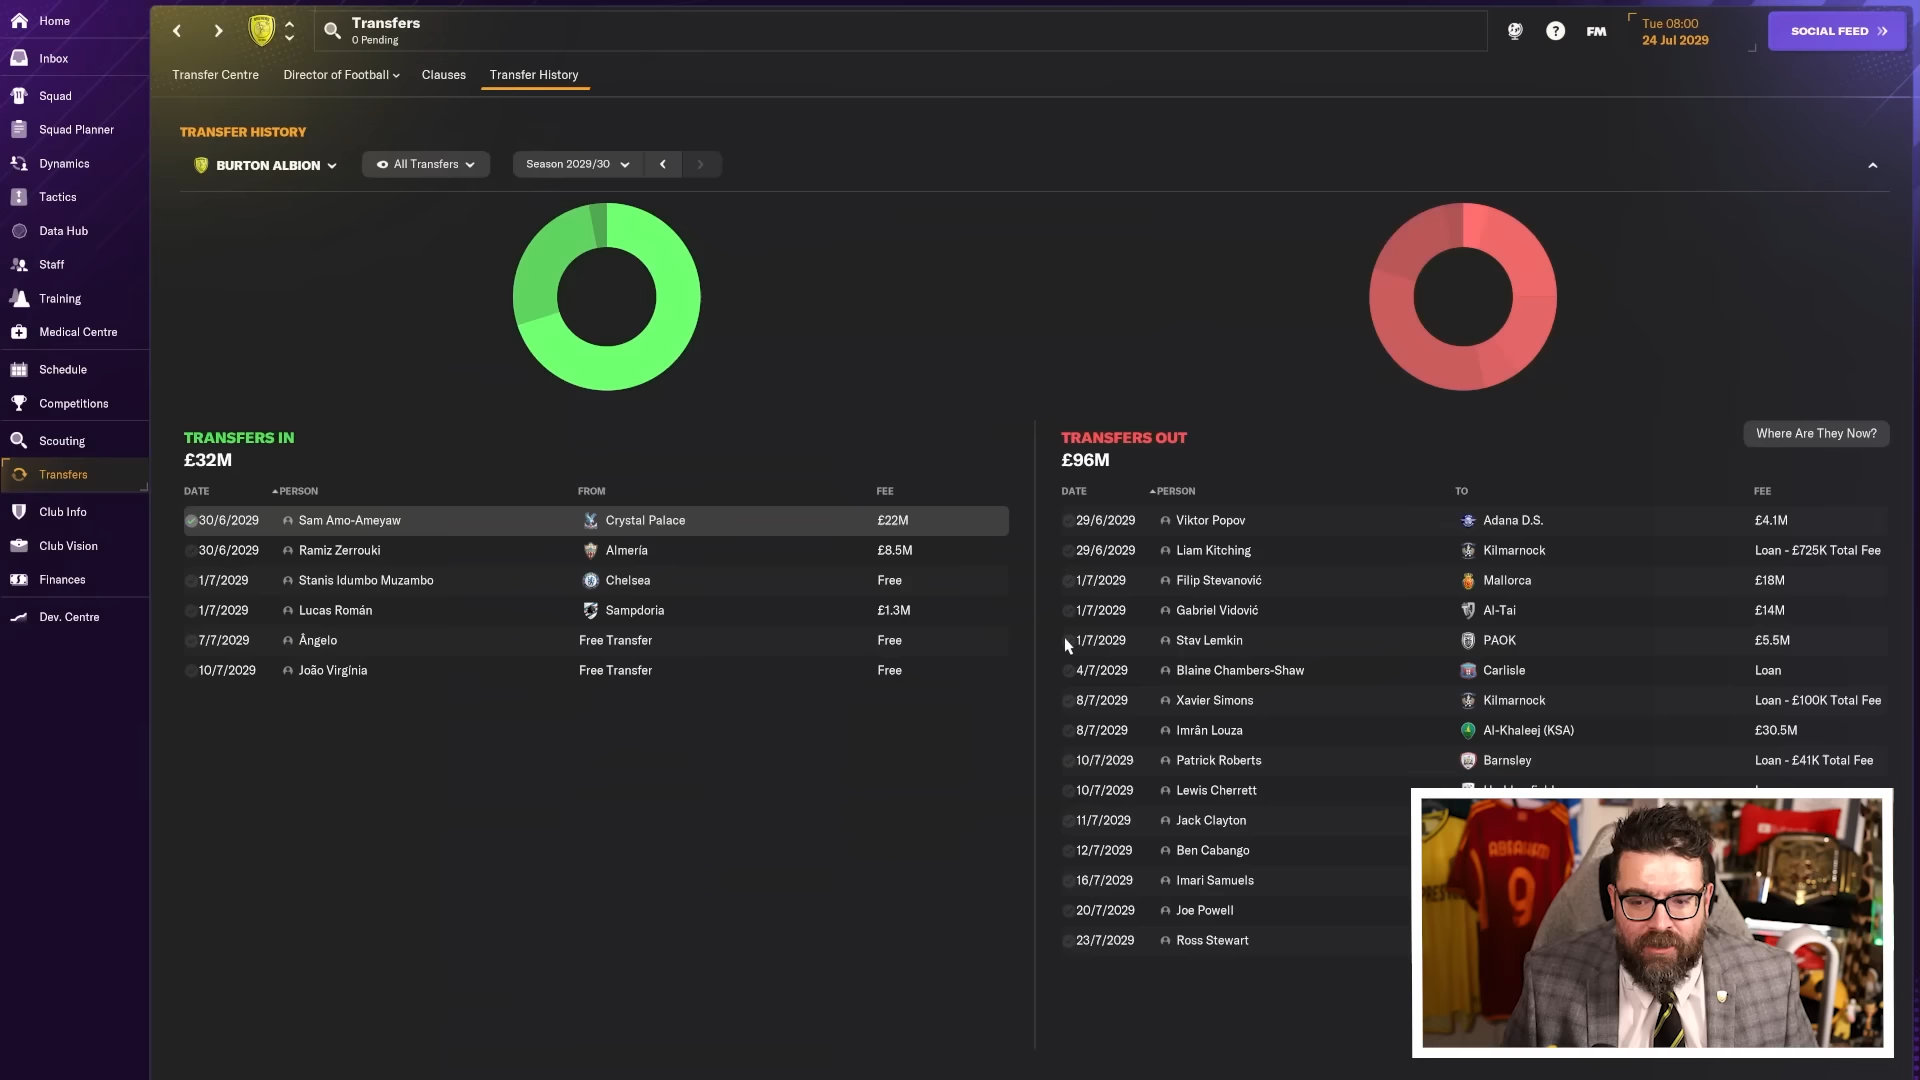 Home
Inbox
Squad
Squad Planner
Dynamics
Tactics
Data Hub
Staff
Training
Medical Centre
Schedule
Competitions
Scouting
Transfers
Club Info
Club Vision
Finances
Dev. Centre
Transfers
0 Pending
FM
Tue 08:00
24 Jul 2029
SOCIAL FEED
Transfer Centre Director of Football Clauses Transfer History
TRANSFER HISTORY
BURTON ALBION All Transfers Season 2029/30
TRANSFERS IN
£32M
DATE PERSON FROM FEE
30/6/2029 Sam Amo-Ameyaw Crystal Palace £22M
30/6/2029 Ramiz Zerrouki Almería £8.5M
1/7/2029 Stanis Idumbo Muzambo Chelsea Free
1/7/2029 Lucas Román Sampdoria £1.3M
7/7/2029 Ângelo Free Transfer Free
10/7/2029 João Virgínia Free Transfer Free
TRANSFERS OUT
£96M
Where Are They Now?
DATE PERSON TO FEE
29/6/2029 Viktor Popov Adana D.S. £4.1M
29/6/2029 Liam Kitching Kilmarnock Loan - £725K Total Fee
1/7/2029 Filip Stevanović Mallorca £18M
1/7/2029 Gabriel Vidović Al-Tai £14M
1/7/2029 Stav Lemkin PAOK £5.5M
4/7/2029 Blaine Chambers-Shaw Carlisle Loan
8/7/2029 Xavier Simons Kilmarnock Loan - £100K Total Fee
8/7/2029 Imrân Louza Al-Khaleej (KSA) £30.5M
10/7/2029 Patrick Roberts Barnsley Loan - £41K Total Fee
10/7/2029 Lewis Cherrett
11/7/2029 Jack Clayton
12/7/2029 Ben Cabango
16/7/2029 Imari Samuels
20/7/2029 Joe Powell
23/7/2029 Ross Stewart
ABRAHAM
9